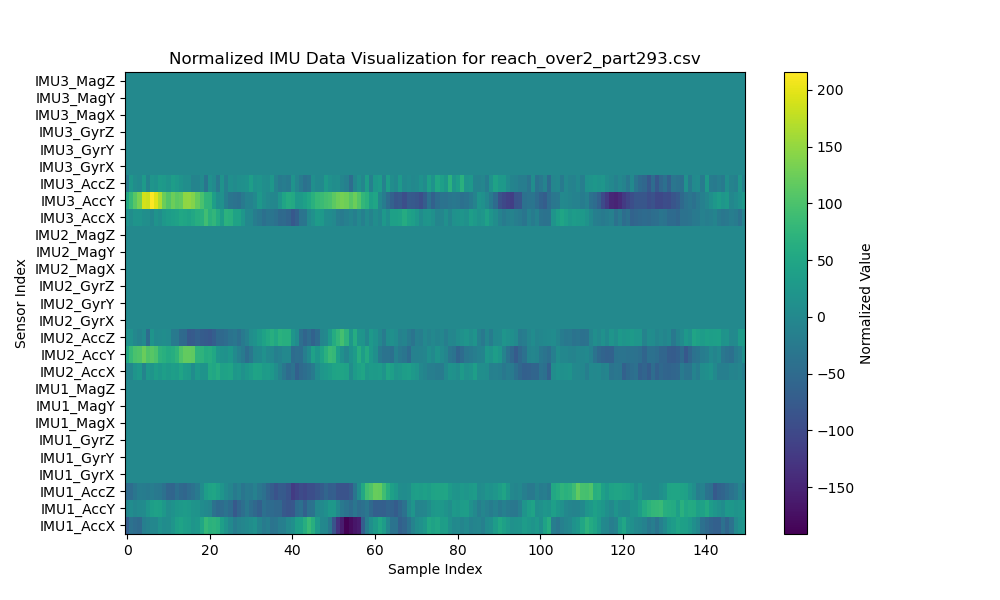 Normalized IMU Data Visualization for reach_over2_part293.csv
IMU3_MagZ
IMU3_MagY
IMU3_MagX
IMU3_GyrZ
IMU3_GyrY
IMU3_GyrX
IMU3_AccZ
IMU3_AccY
IMU3_AccX
IMU2_MagZ
IMU2_MagY
IMU2_MagX
IMU2_GyrZ
IMU2_GyrY
IMU2_GyrX
IMU2_AccZ
IMU2_AccY
IMU2_AccX
IMU1_MagZ
IMU1_MagY
IMU1_MagX
IMU1_GyrZ
IMU1_GyrY
IMU1_GyrX
IMU1_AccZ
IMU1_AccY
IMU1_AccX
Sensor Index
0 20 40 60 80 100 120 140
Sample Index
200
150
100
50
0
−50
−100
−150
Normalized Value